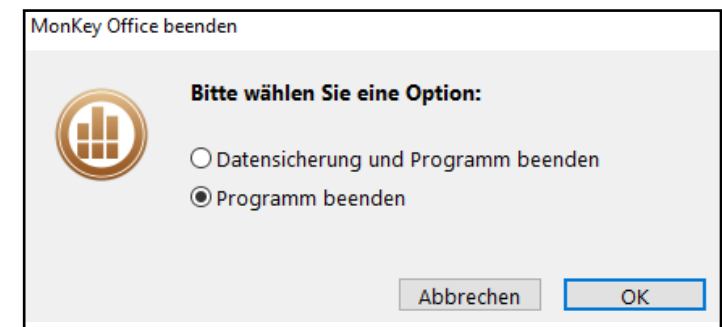 MonKey Office beenden
Bitte wählen Sie eine Option:
Datensicherung und Programm beenden
Programm beenden
Abbrechen OK